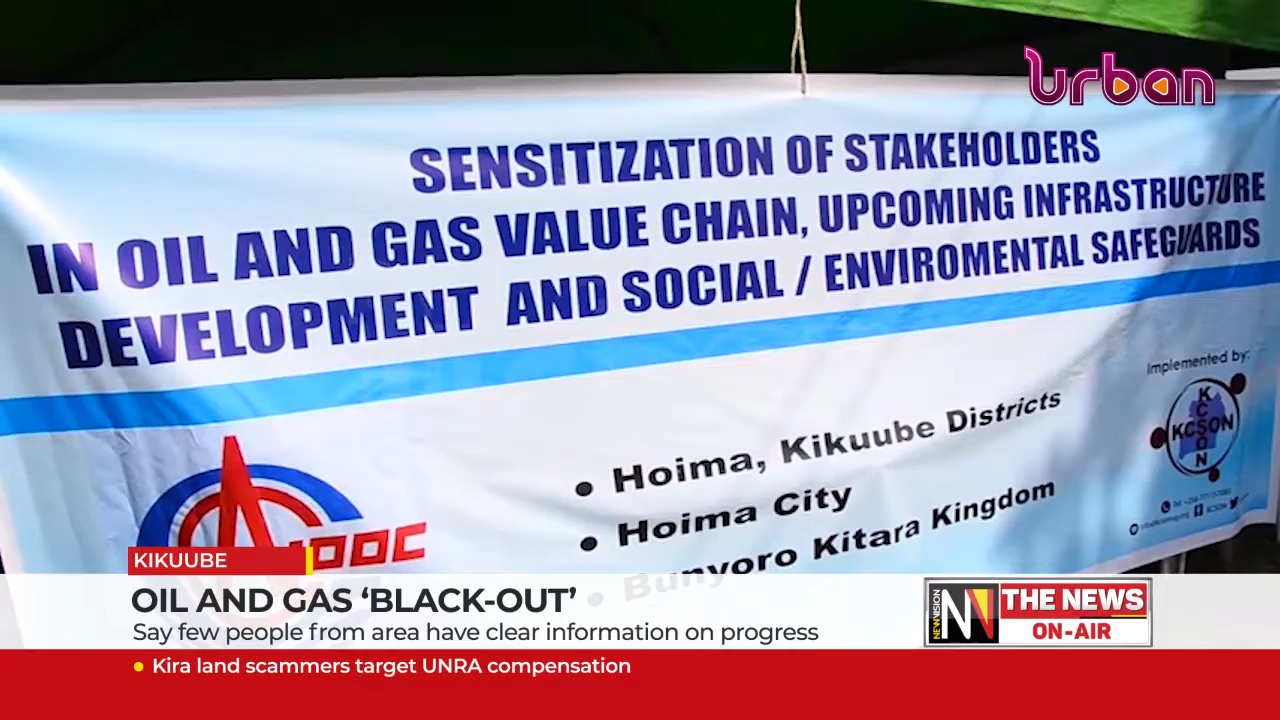 urban
SENSITIZATION OF STAKEHOLDERS
IN OIL AND GAS VALUE CHAIN, UPCOMING INFRASTRUCTURE
DEVELOPMENT AND SOCIAL / ENVIROMENTAL SAFEGUARDS
Implemented by:
KCSON
KCSON
• Hoima, Kikuube Districts
• Hoima City
• Bunyoro Kitara Kingdom
KIKUUBE
OIL AND GAS ‘BLACK-OUT’
Say few people from area have clear information on progress
NEWVISION
N
THE NEWS
ON-AIR
• Kira land scammers target UNRA compensation